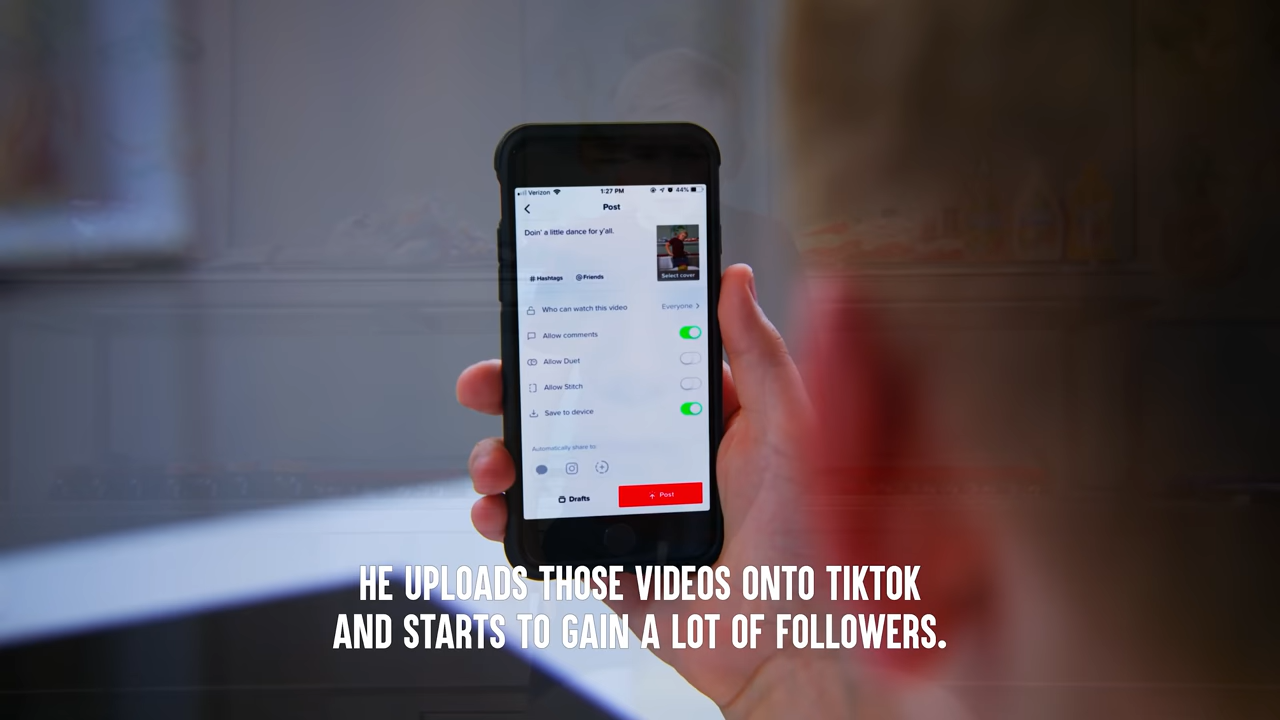 Verizon 1:27 PM 44%
Post
Doin' a little dance for y'all.
Select cover
# Hashtags @Friends
Who can watch this video Everyone >
Allow comments
Allow Duet
Allow Stitch
Save to device
Automatically share to:
Drafts Post
HE UPLOADS THOSE VIDEOS ONTO TIKTOK
AND STARTS TO GAIN A LOT OF FOLLOWERS.